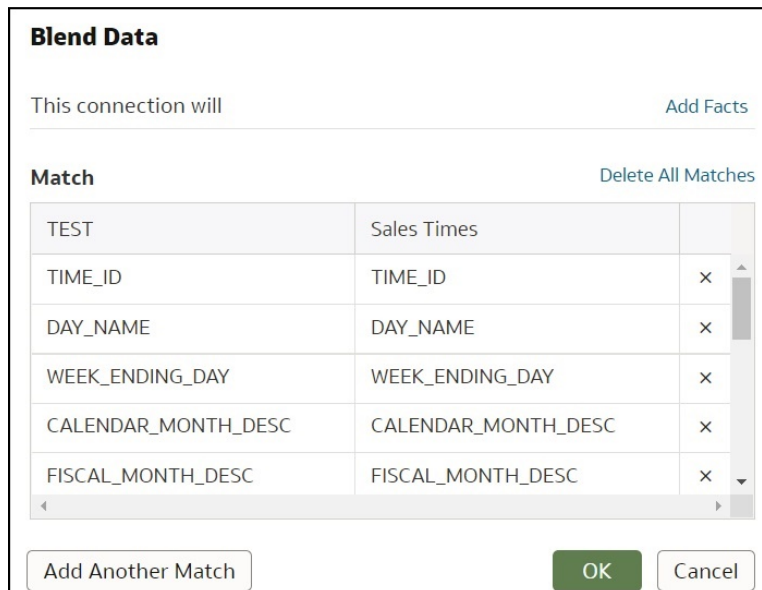 Blend Data
This connection will Add Facts
Match Delete All Matches
TEST Sales Times
TIME_ID TIME_ID ×
DAY_NAME DAY_NAME ×
WEEK_ENDING_DAY WEEK_ENDING_DAY ×
CALENDAR_MONTH_DESC CALENDAR_MONTH_DESC ×
FISCAL_MONTH_DESC FISCAL_MONTH_DESC ×
Add Another Match OK Cancel